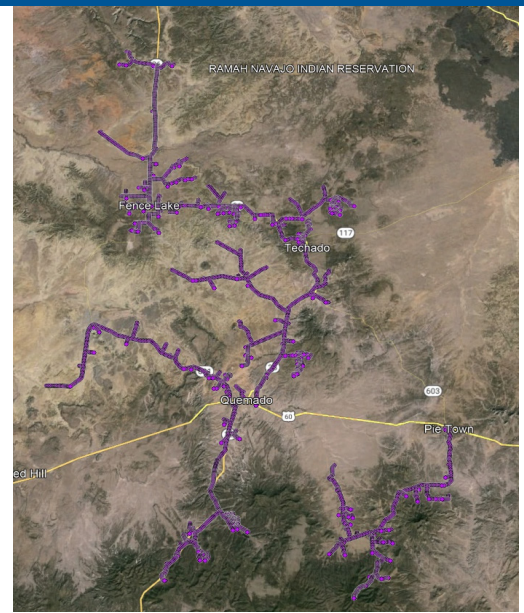 RAMAH NAVAJO INDIAN RESERVATION
Fence Lake
117
Techado
603
Quemado
60
Pie Town
ed Hill